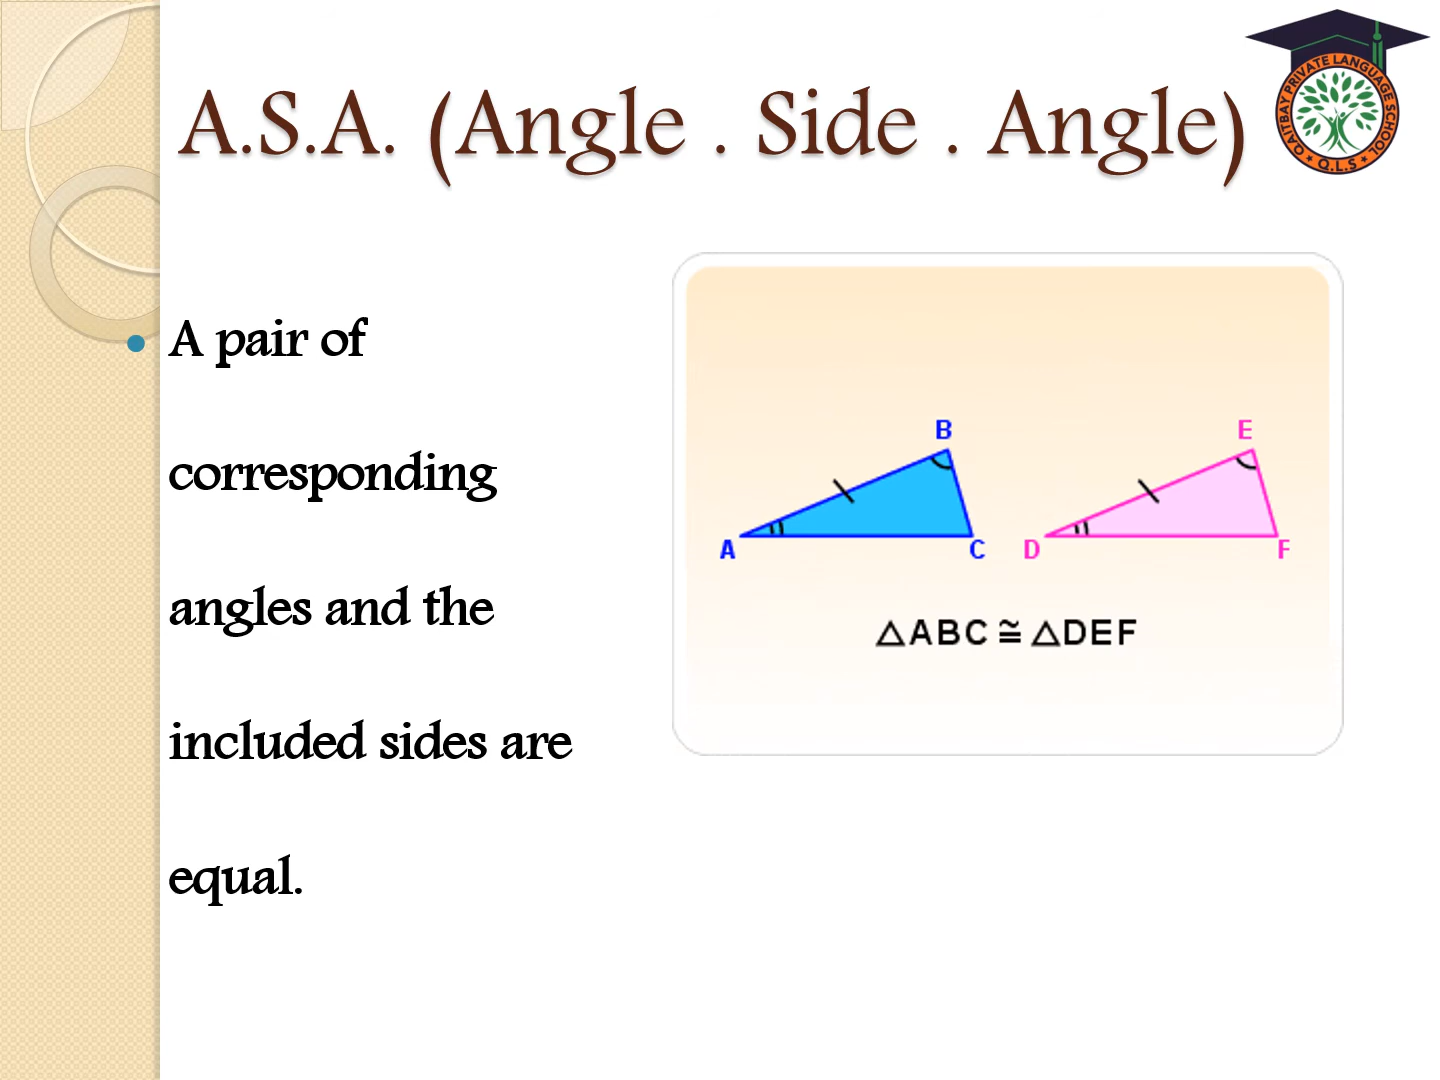 A.S.A. (Angle . Side . Angle)
QAITBAY PRIVATE LANGUAGE SCHOOL
Q.L.S
A pair of
corresponding
angles and the
included sides are
equal.
B
E
A
C
D
F
△ABC ≅ △DEF